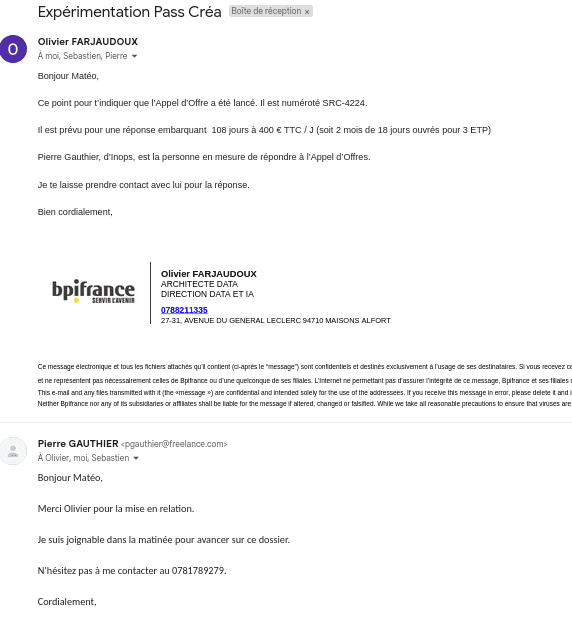 Expérimentation Pass Créa Boîte de réception ×
O
Olivier FARJAUDOUX
À moi, Sebastien, Pierre
Bonjour Matéo,
Ce point pour t'indiquer que l'Appel d'Offre a été lancé. Il est numéroté SRC-4224.
Il est prévu pour une réponse embarquant 108 jours à 400 € TTC / J (soit 2 mois de 18 jours ouvrés pour 3 ETP)
Pierre Gauthier, d'Inops, est la personne en mesure de répondre à l'Appel d'Offres.
Je te laisse prendre contact avec lui pour la réponse.
Bien cordialement,
bpifrance
SERVIR L'AVENIR
Olivier FARJAUDOUX
ARCHITECTE DATA
DIRECTION DATA ET IA
0788211335
27-31, AVENUE DU GENERAL LECLERC 94710 MAISONS ALFORT
Ce message électronique et tous les fichiers attachés qu'il contient (ci-après le "message") sont confidentiels et destinés exclusivement à l'usage de ses destinataires. Si vous recevez ce
et ne représentent pas nécessairement celles de Bpifrance ou d'une quelconque de ses filiales. L'Internet ne permettant pas d'assurer l'intégrité de ce message, Bpifrance et ses filiales d
This e-mail and any files transmitted with it (the «message ») are confidential and intended solely for the use of the addresses. If you receive this message in error, please delete it and i
Neither Bpifrance nor any of its subsidiaries or affiliates shall be liable for the message if altered, changed or falsified. While we take all reasonable precautions to ensure that viruses are
Pierre GAUTHIER <pgauthier@freelance.com>
À Olivier, moi, Sebastien
Bonjour Matéo,
Merci Olivier pour la mise en relation.
Je suis joignable dans la matinée pour avancer sur ce dossier.
N'hésitez pas à me contacter au 0781789279.
Cordialement,